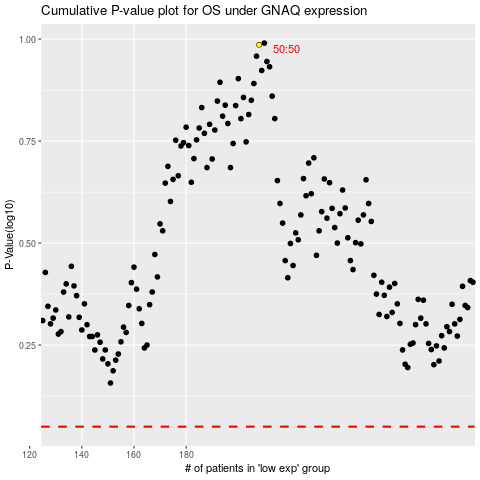 Cumulative P-value plot for OS under GNAQ expression
1.00
50:50
0.75
0.50
0.25
P-Value(log10)
120 140 160 180
# of patients in 'low exp' group